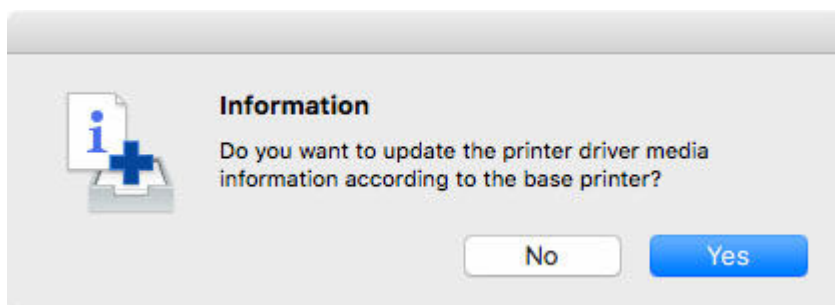 Information
Do you want to update the printer driver media
information according to the base printer?
i
No
Yes